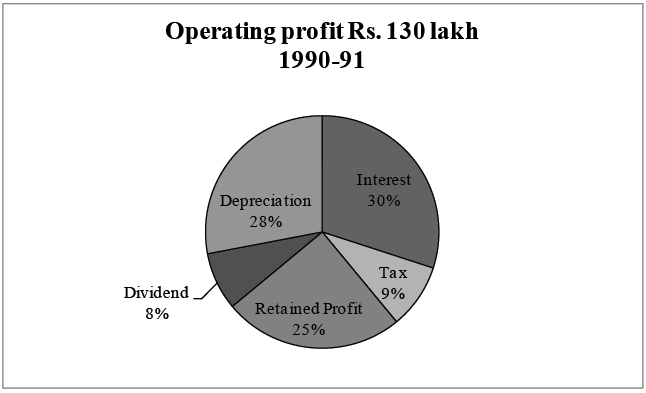 Operating profit Rs. 130 lakh
1990-91
Interest
30%
Tax
9%
Retained Profit
25%
Dividend
8%
Depreciation
28%